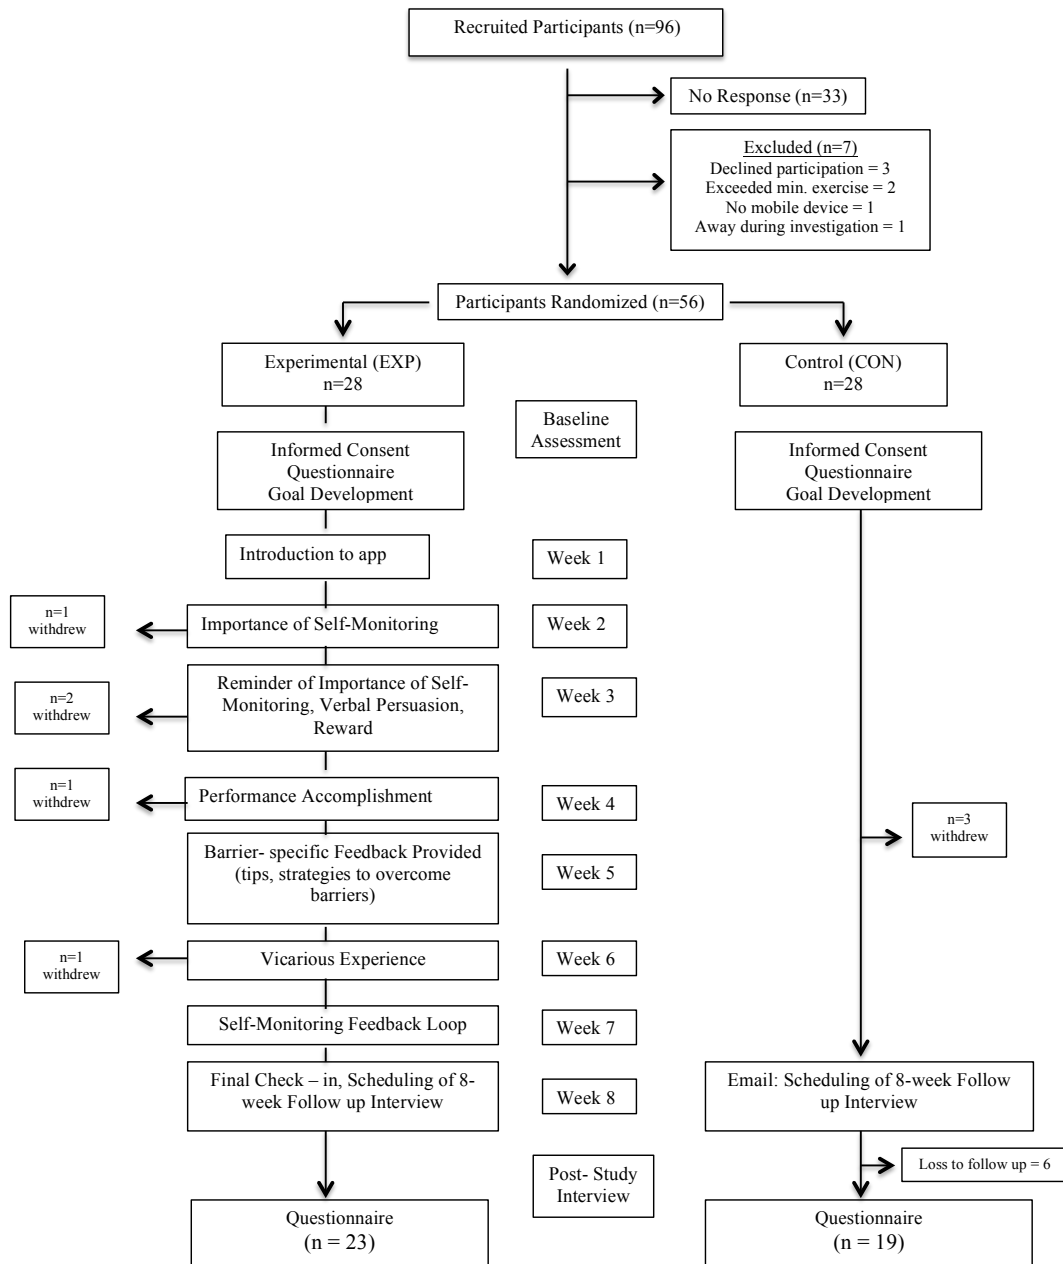 Recruited Participants (n=96)
No Response (n=33)
Excluded (n=7)
Declined participation = 3
Exceeded min. exercise = 2
No mobile device = 1
Away during investigation = 1
Participants Randomized (n=56)
Experimental (EXP)
n=28
Control (CON)
n=28
Baseline
Assessment
Informed Consent
Questionnaire
Goal Development
Informed Consent
Questionnaire
Goal Development
Introduction to app
Week 1
n=1
withdrew
Importance of Self-Monitoring
Week 2
n=2
withdrew
Reminder of Importance of Self-
Monitoring, Verbal Persuasion,
Reward
Week 3
n=1
withdrew
Performance Accomplishment
Week 4
n=3
withdrew
Barrier- specific Feedback Provided
(tips, strategies to overcome
barriers)
Week 5
n=1
withdrew
Vicarious Experience
Week 6
Self-Monitoring Feedback Loop
Week 7
Final Check – in, Scheduling of 8-
week Follow up Interview
Week 8
Email: Scheduling of 8-week Follow
up Interview
Loss to follow up = 6
Post- Study
Interview
Questionnaire
(n = 23)
Questionnaire
(n = 19)